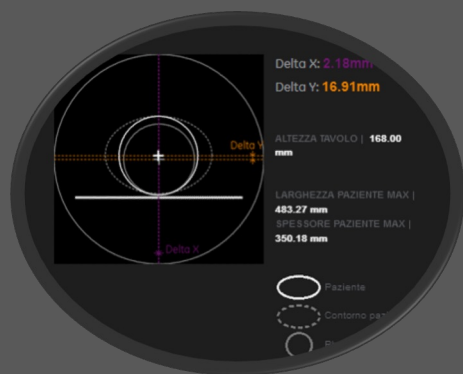 Delta X: 2.18mm
Delta Y: 16.91mm
Delta Y
ALTEZZA TAVOLO | 168.00
mm
LARGHEZZA PAZIENTE MAX |
483.27 mm
SPESSORE PAZIENTE MAX |
350.18 mm
Delta X
Paziente
Contorno